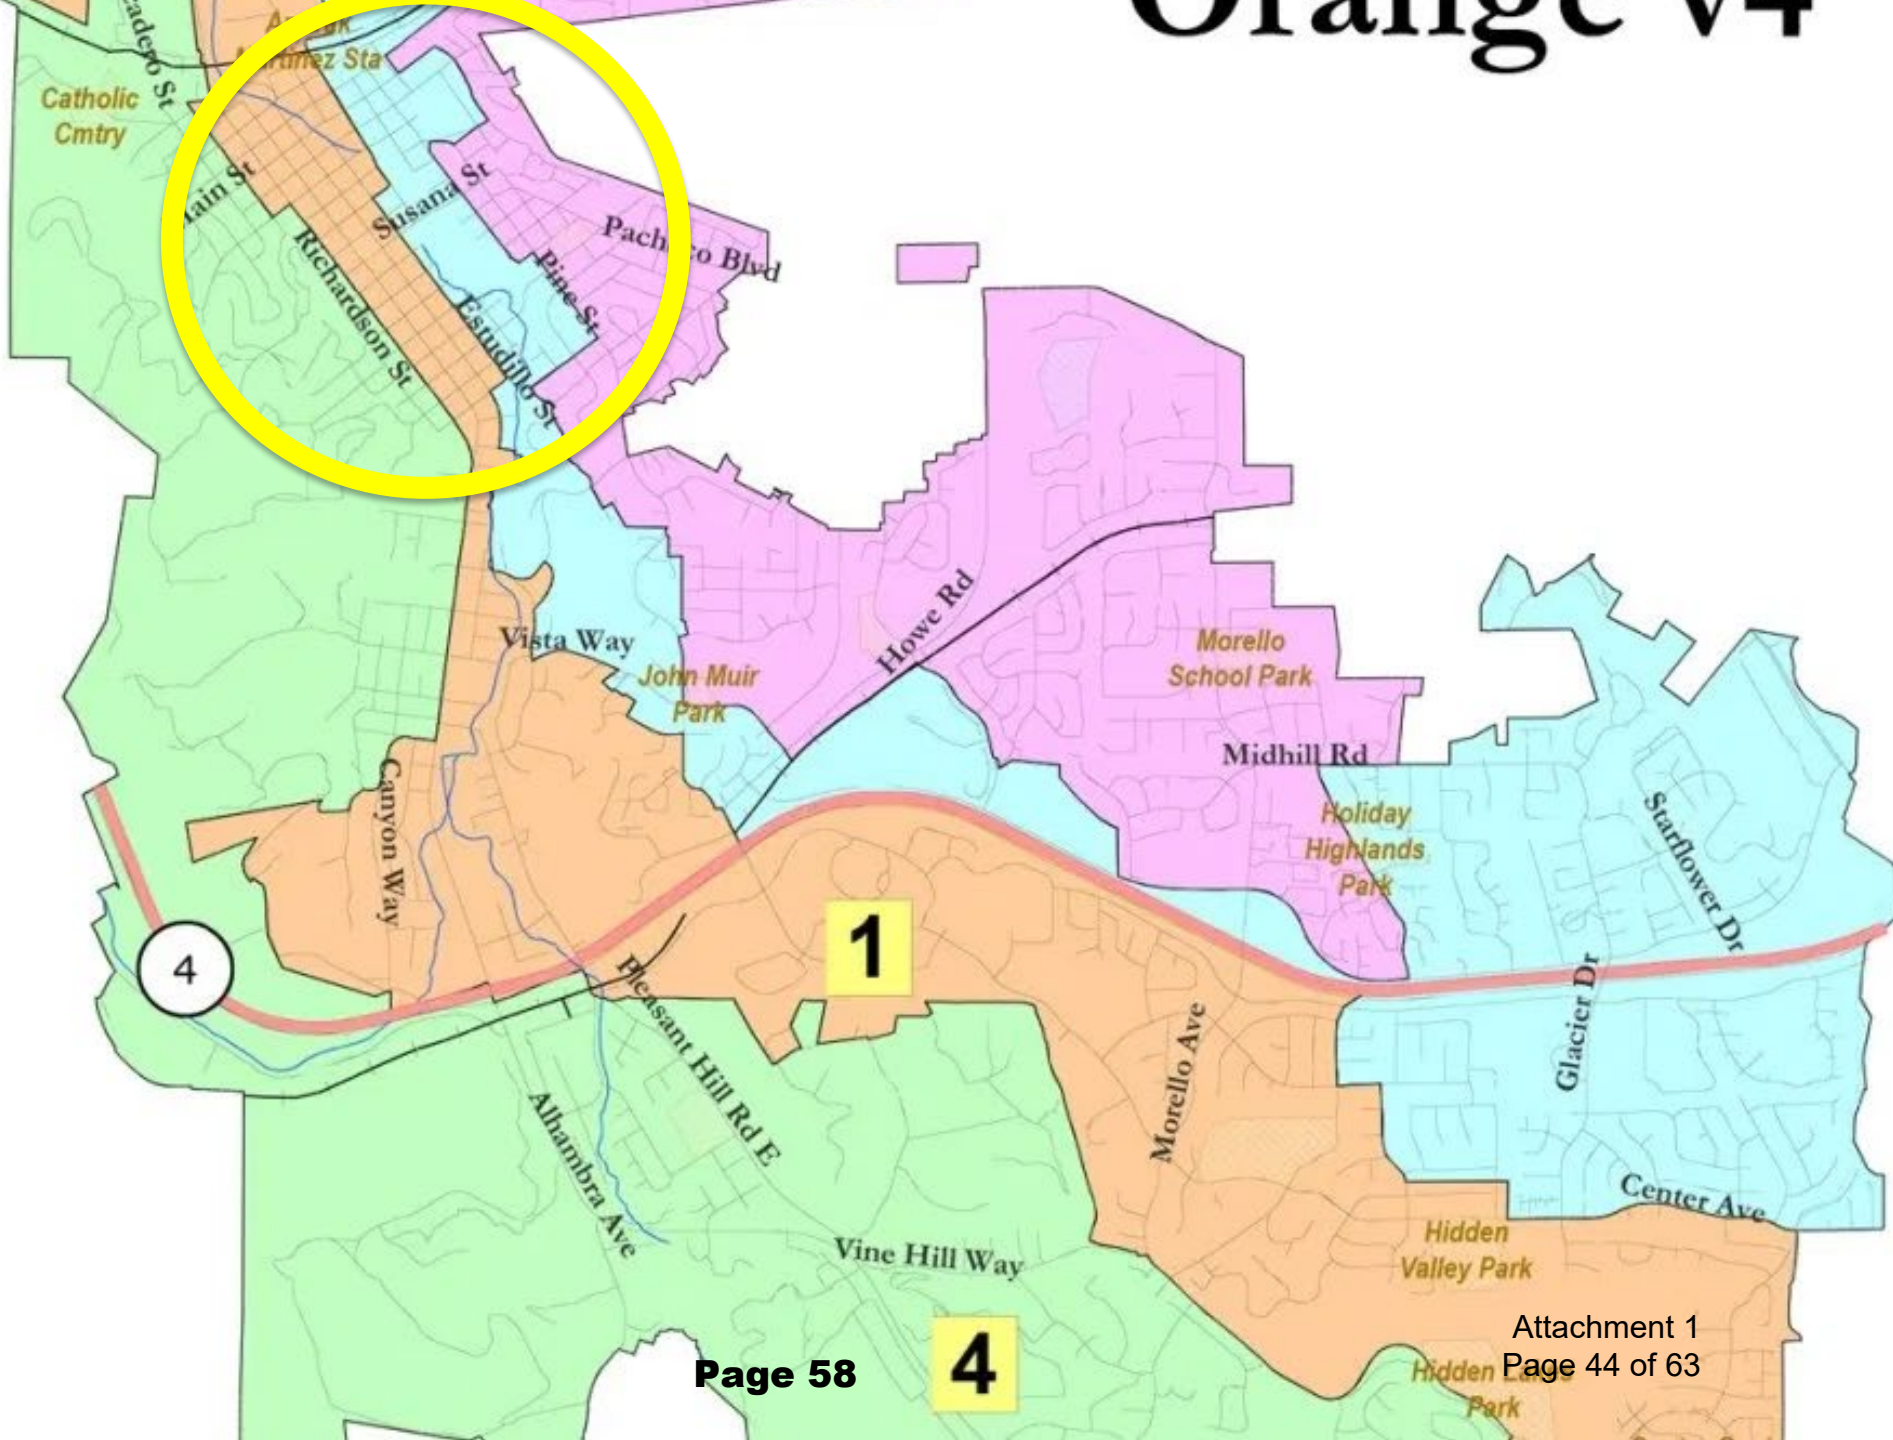 Orange v4
Martinez Sta
Catholic
Cmtry
Main St
Susana St
Richardson St
Pacheco Blvd
Pine St
Estudillo St
Vista Way
John Muir
Park
Howe Rd
Morello
School Park
Midhill Rd
Holiday
Highlands
Park
Starflower Dr
Canyon Way
4
1
Pleasant Hill Rd E
Morello Ave
Glacier Dr
Alhambra Ave
Center Ave
Vine Hill Way
Hidden
Valley Park
Attachment 1
Page 44 of 63
Page 58
4
Hidden Lakes
Park